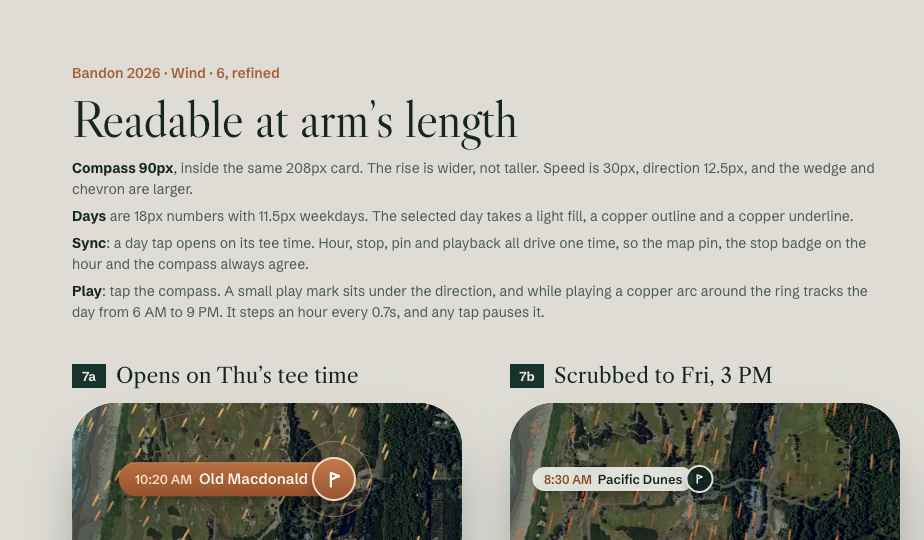 Bandon 2026 · Wind · 6, refined
Readable at arm’s length
Compass 90px, inside the same 208px card. The rise is wider, not taller. Speed is 30px, direction 12.5px, and the wedge and
chevron are larger.
Days are 18px numbers with 11.5px weekdays. The selected day takes a light fill, a copper outline and a copper underline.
Sync: a day tap opens on its tee time. Hour, stop, pin and playback all drive one time, so the map pin, the stop badge on the
hour and the compass always agree.
Play: tap the compass. A small play mark sits under the direction, and while playing a copper arc around the ring tracks the
day from 6 AM to 9 PM. It steps an hour every 0.7s, and any tap pauses it.
7a Opens on Thu’s tee time
7b Scrubbed to Fri, 3 PM
10:20 AM Old Macdonald
8:30 AM Pacific Dunes